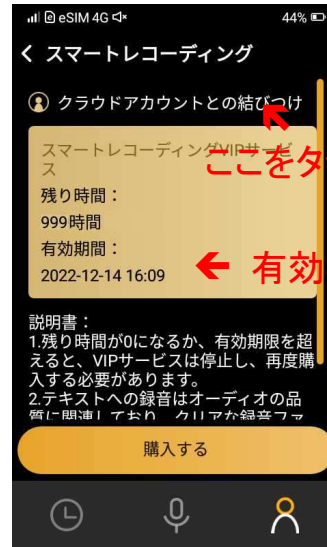 eSIM 4G 44%
スマートレコーディング
クラウドアカウントとの結びつけ
スマートレコーディングVIPサービ
ス
ここをタ
残り時間：
999時間
有効期間：
2022-12-14 16:09
有効
説明書：
1.残り時間が0になるか、有効期限を超
えると、VIPサービスは停止し、再度購
入する必要があります。
2.テキストへの録音はオーディオの品
質に関連しており、クリアな録音ファ
購入する